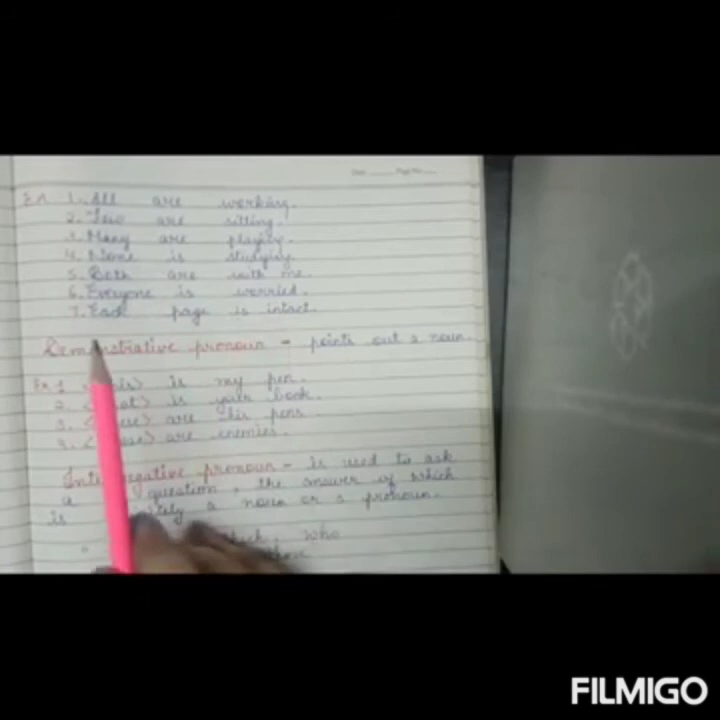 Ex 1. All are working.
2. Two are sitting.
3. Many are playing.
4. None is studying.
5. Both are with me.
6. Everyone is worried.
7. Each page is intact.
Demonstrative pronoun - points out a noun.
Ex 1 is my pen.
2. is your book.
3. are his pens.
4. are enemies.
Interrogative pronoun - is used to ask
a question, the answer of which
is a noun or a pronoun.
who
FILMIGO